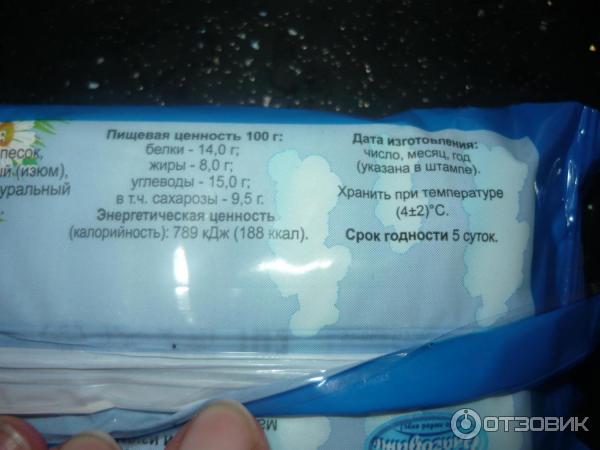 Пищевая ценность 100 г:
белки - 14,0 г;
жиры - 8,0 г;
углеводы - 15,0 г;
в т.ч. сахарозы - 9,5 г.
Энергетическая ценность
(калорийность): 789 кДж (188 ккал).
Дата изготовления:
число, месяц, год
(указана в штампе).
Хранить при температуре
(4±2)°С.
Срок годности 5 суток.
песок,
й (изюм),
туральный
ОТЗОВИК